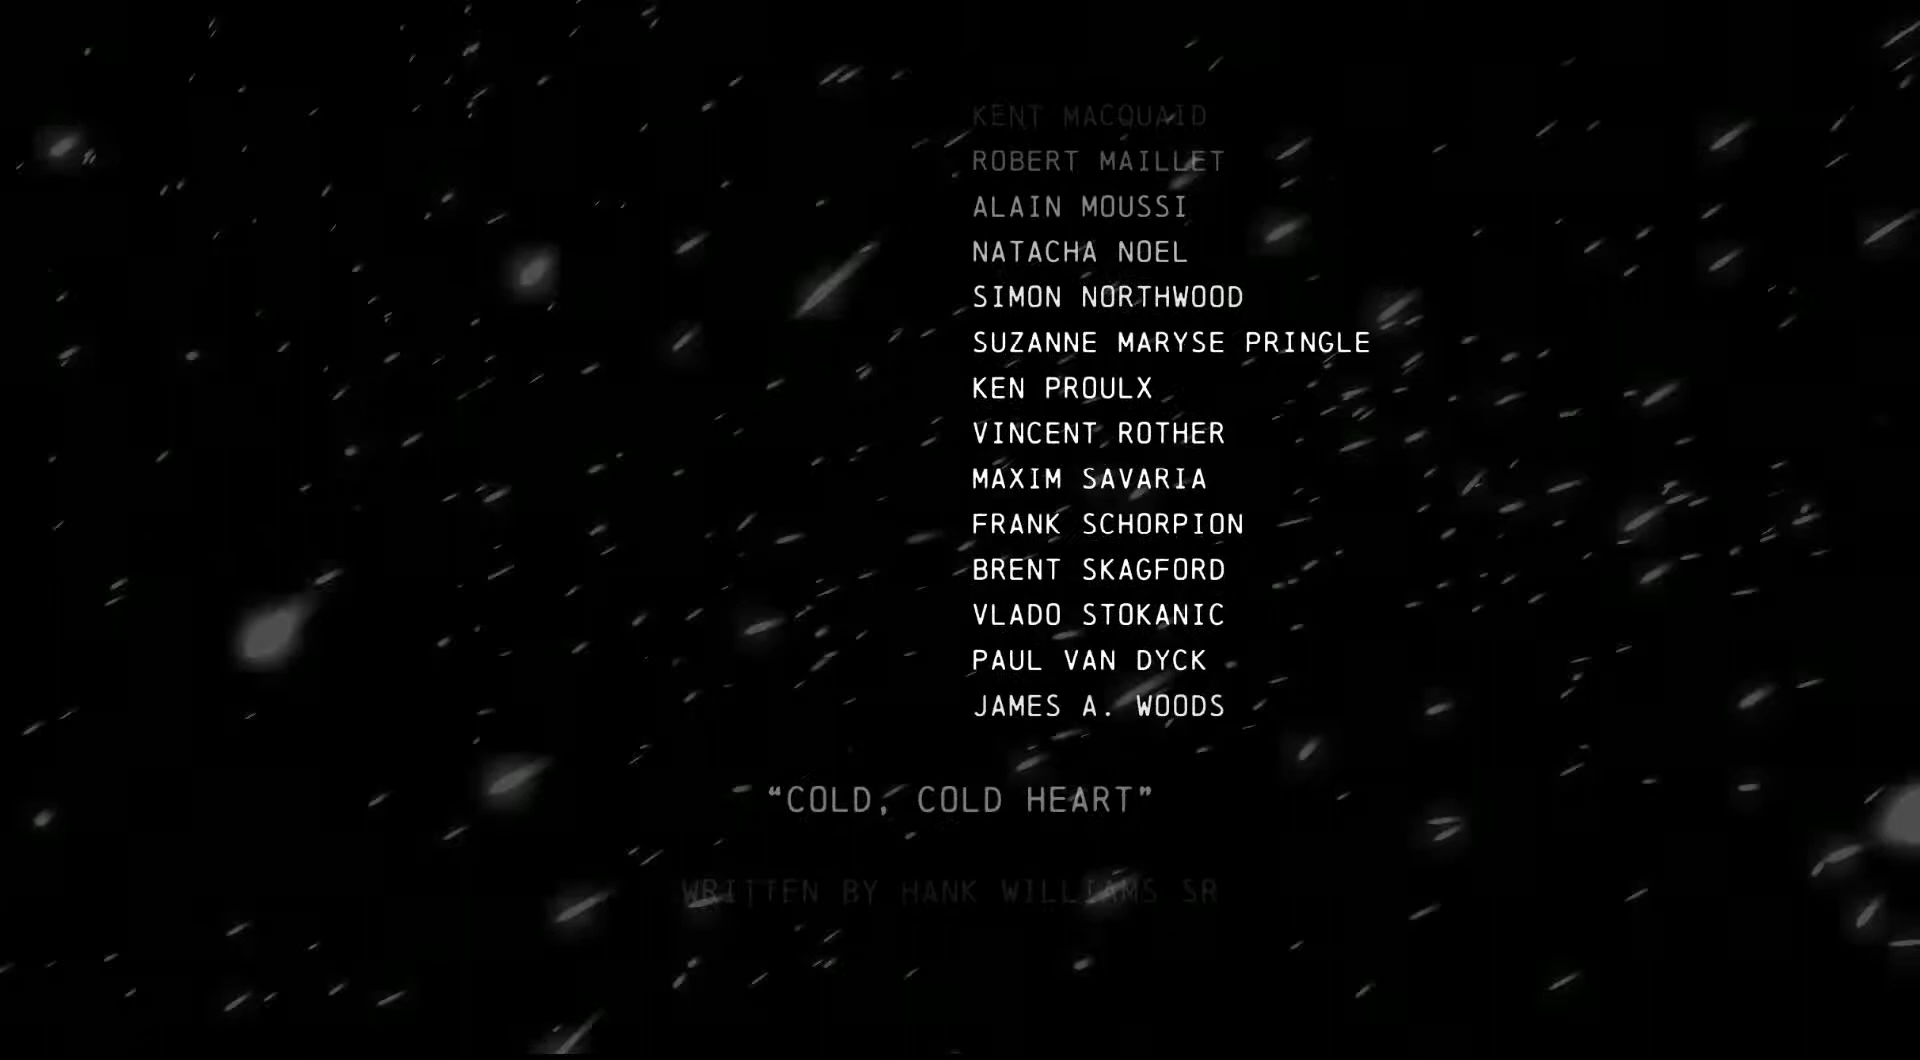 KENT MACQUAID
ROBERT MAILLET
ALAIN MOUSSI
NATACHA NOEL
SIMON NORTHWOOD
SUZANNE MARYSE PRINGLE
KEN PROULX
VINCENT ROTHER
MAXIM SAVARIA
FRANK SCHORPION
BRENT SKAGFORD
VLADO STOKANIC
PAUL VAN DYCK
JAMES A. WOODS
“COLD, COLD HEART”
WRITTEN BY HANK WILLIAMS SR